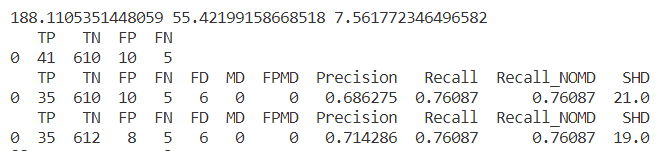 188.1105351448059 55.42199158668518 7.561772346496582
TP TN FP FN
0 41 610 10 5
TP TN FP FN FD MD FPMD Precision Recall Recall_NOMD SHD
0 35 610 10 5 6 0 0 0.686275 0.76087 0.76087 21.0
TP TN FP FN FD MD FPMD Precision Recall Recall_NOMD SHD
0 35 612 8 5 6 0 0 0.714286 0.76087 0.76087 19.0